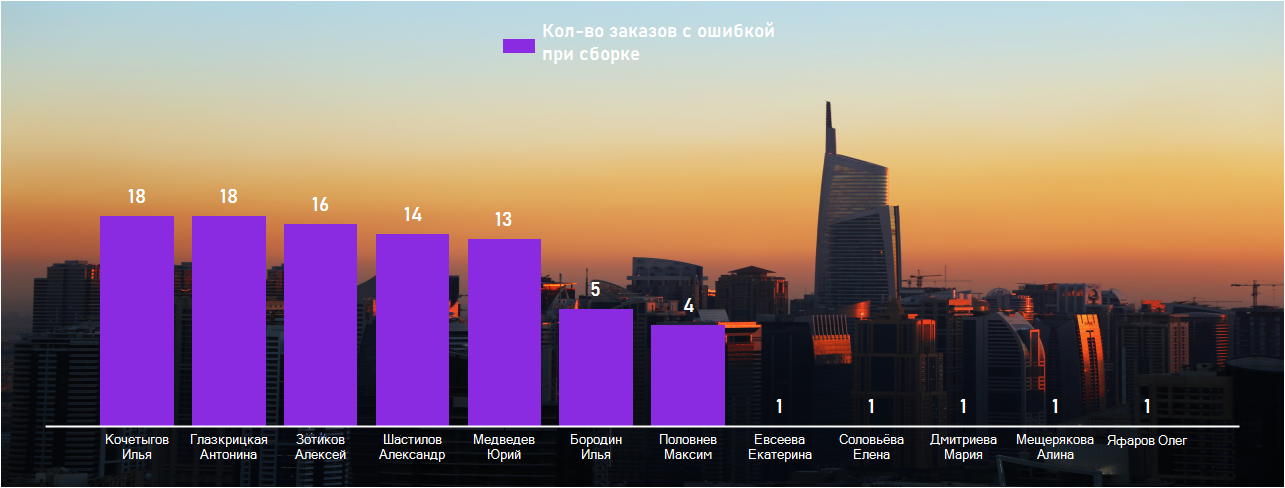 Кол-во заказов с ошибкой
при сборке
18
18
16
14
13
5
4
1
1
1
1
1
Кочетыгов
Илья
Глазкрицкая
Антонина
Зотиков
Алексей
Шастилов
Александр
Медведев
Юрий
Бородин
Илья
Половнев
Максим
Евсеева
Екатерина
Соловьёва
Елена
Дмитриева
Мария
Мещерякова
Алина
Яфаров Олег